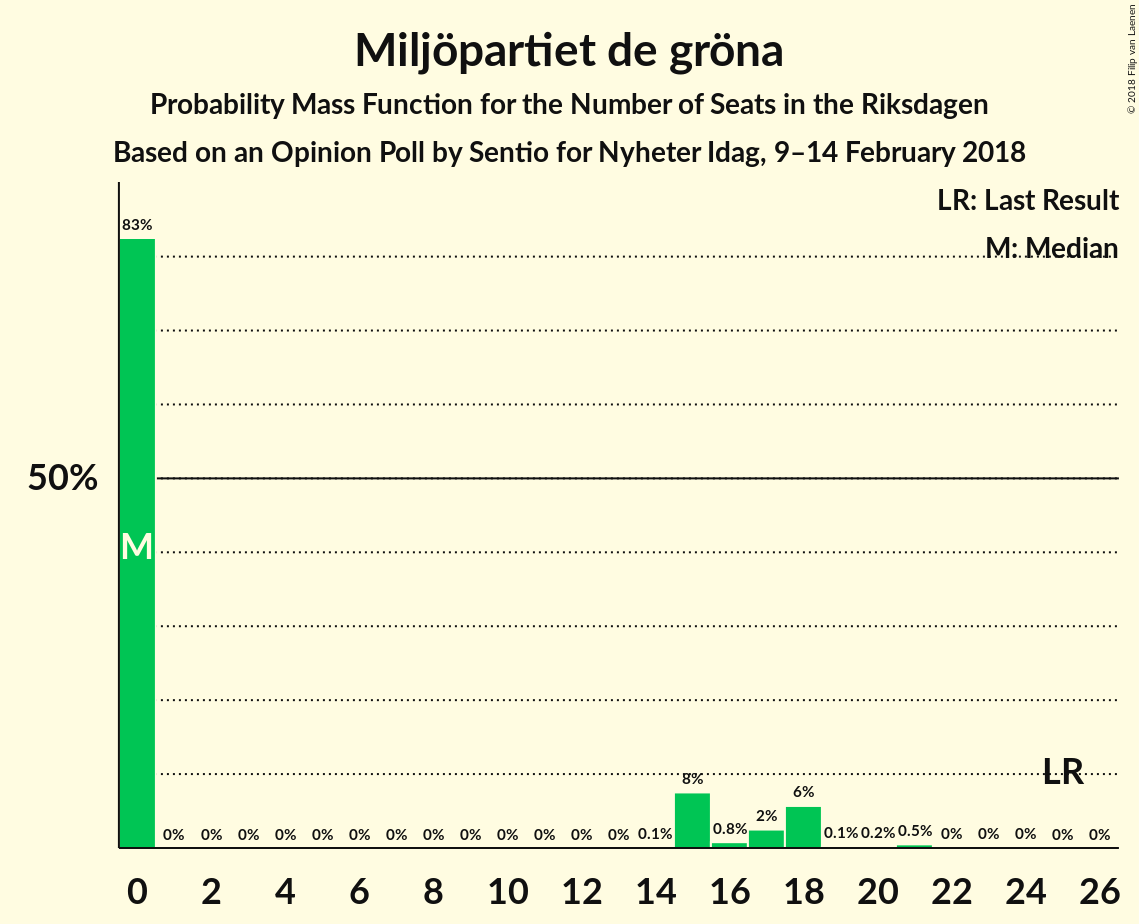 Miljöpartiet de gröna
Probability Mass Function for the Number of Seats in the Riksdagen
Based on an Opinion Poll by Sentio for Nyheter Idag, 9–14 February 2018
© 2018 Filip van Laenen
LR: Last Result
M: Median
83%
50%
M
LR
0% 0% 0% 0% 0% 0% 0% 0% 0% 0% 0% 0% 0% 0.1% 8% 0.8% 2% 6% 0.1% 0.2% 0.5% 0% 0% 0% 0% 0%
0 2 4 6 8 10 12 14 16 18 20 22 24 26